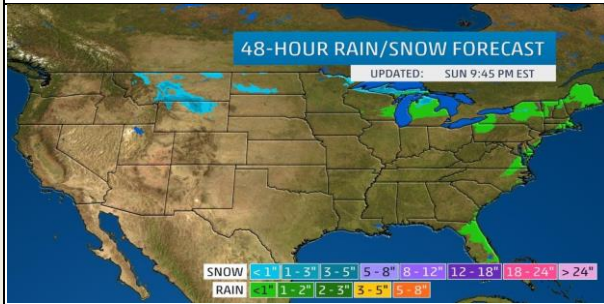 48-HOUR RAIN/SNOW FORECAST
UPDATED: SUN 9:45 PM EST
SNOW < 1" 1 - 3" 3 - 5" 5 - 8" 8 - 12" 12 - 18" 18 - 24" > 24"
RAIN <1" 1 - 2" 2 - 3" 3 - 5" 5 - 8"